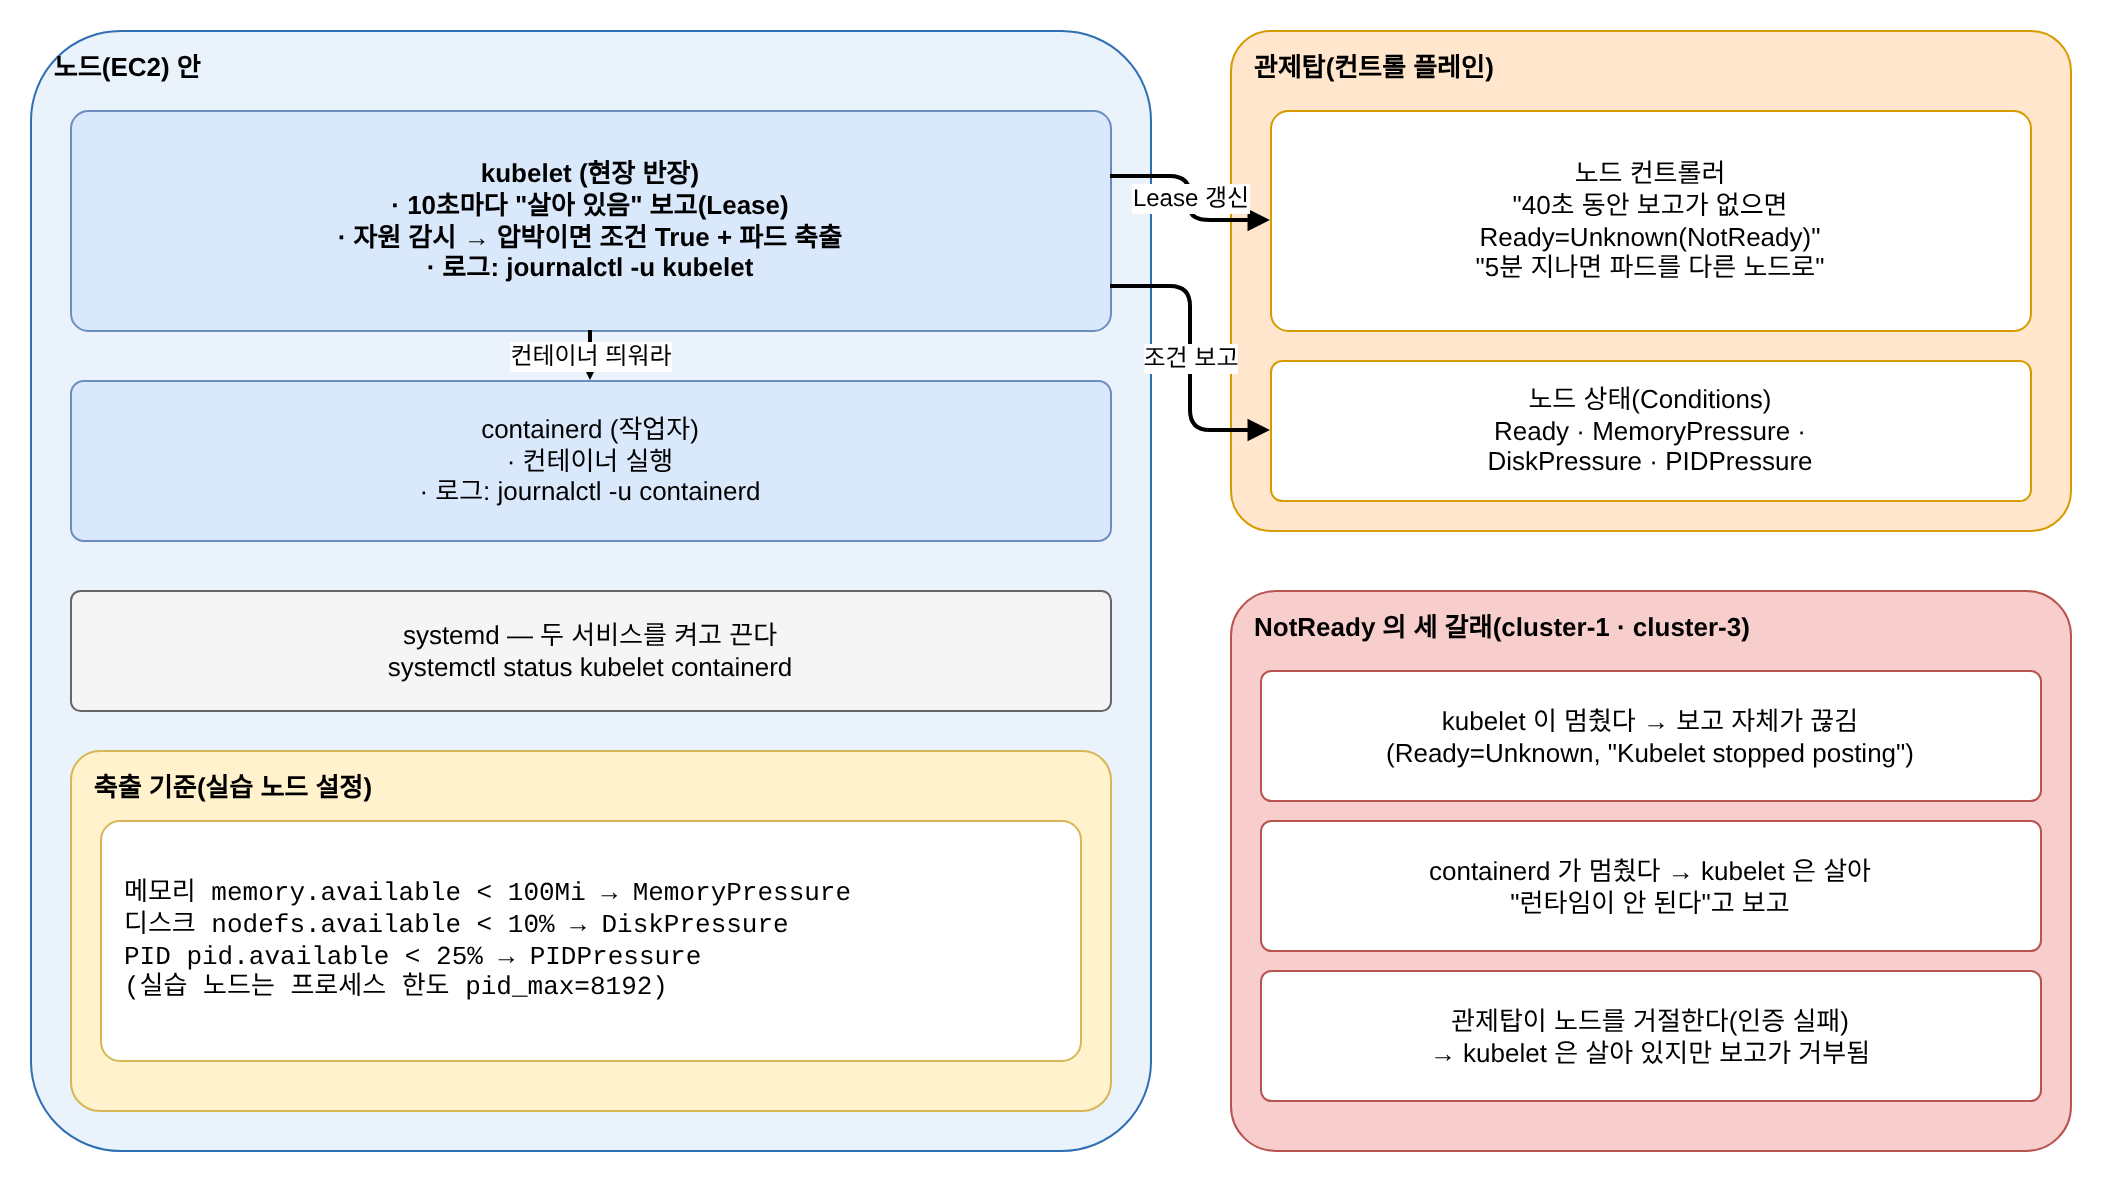 노드(EC2) 안
kubelet (현장 반장)
· 10초마다 "살아 있음" 보고(Lease)
· 자원 감시 → 압박이면 조건 True + 파드 축출
· 로그: journalctl -u kubelet
컨테이너 띄워라
containerd (작업자)
· 컨테이너 실행
· 로그: journalctl -u containerd
systemd — 두 서비스를 켜고 끈다
systemctl status kubelet containerd
축출 기준(실습 노드 설정)
메모리 memory.available < 100Mi → MemoryPressure
디스크 nodefs.available < 10% → DiskPressure
PID pid.available < 25% → PIDPressure
(실습 노드는 프로세스 한도 pid_max=8192)
Lease 갱신
조건 보고
관제탑(컨트롤 플레인)
노드 컨트롤러
"40초 동안 보고가 없으면
Ready=Unknown(NotReady)"
"5분 지나면 파드를 다른 노드로"
노드 상태(Conditions)
Ready · MemoryPressure ·
DiskPressure · PIDPressure
NotReady 의 세 갈래(cluster-1 · cluster-3)
kubelet 이 멈췄다 → 보고 자체가 끊김
(Ready=Unknown, "Kubelet stopped posting")
containerd 가 멈췄다 → kubelet 은 살아
"런타임이 안 된다"고 보고
관제탑이 노드를 거절한다(인증 실패)
→ kubelet 은 살아 있지만 보고가 거부됨